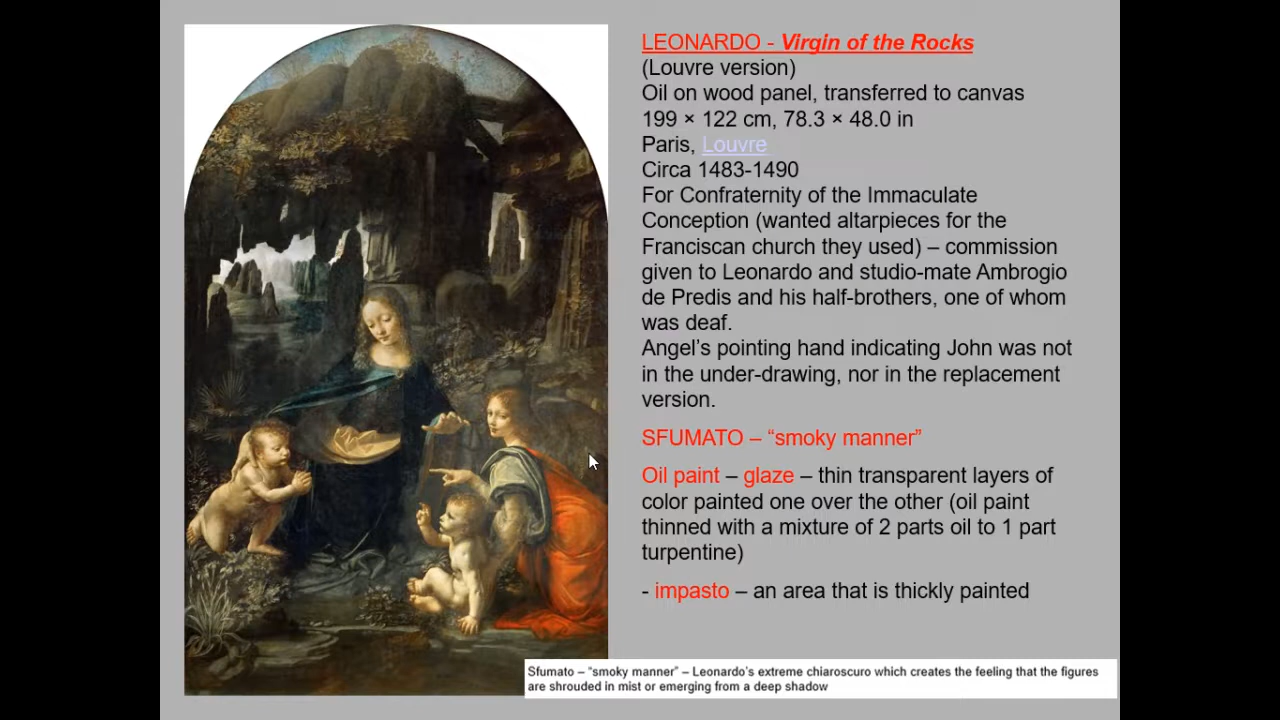 LEONARDO - Virgin of the Rocks
(Louvre version)
Oil on wood panel, transferred to canvas
199 × 122 cm, 78.3 × 48.0 in
Paris, Louvre
Circa 1483-1490
For Confraternity of the Immaculate
Conception (wanted altarpieces for the
Franciscan church they used) – commission
given to Leonardo and studio-mate Ambrogio
de Predis and his half-brothers, one of whom
was deaf.
Angel’s pointing hand indicating John was not
in the under-drawing, nor in the replacement
version.
SFUMATO – “smoky manner”
Oil paint – glaze – thin transparent layers of
color painted one over the other (oil paint
thinned with a mixture of 2 parts oil to 1 part
turpentine)
- impasto – an area that is thickly painted
Sfumato – “smoky manner” – Leonardo’s extreme chiaroscuro which creates the feeling that the figures
are shrouded in mist or emerging from a deep shadow